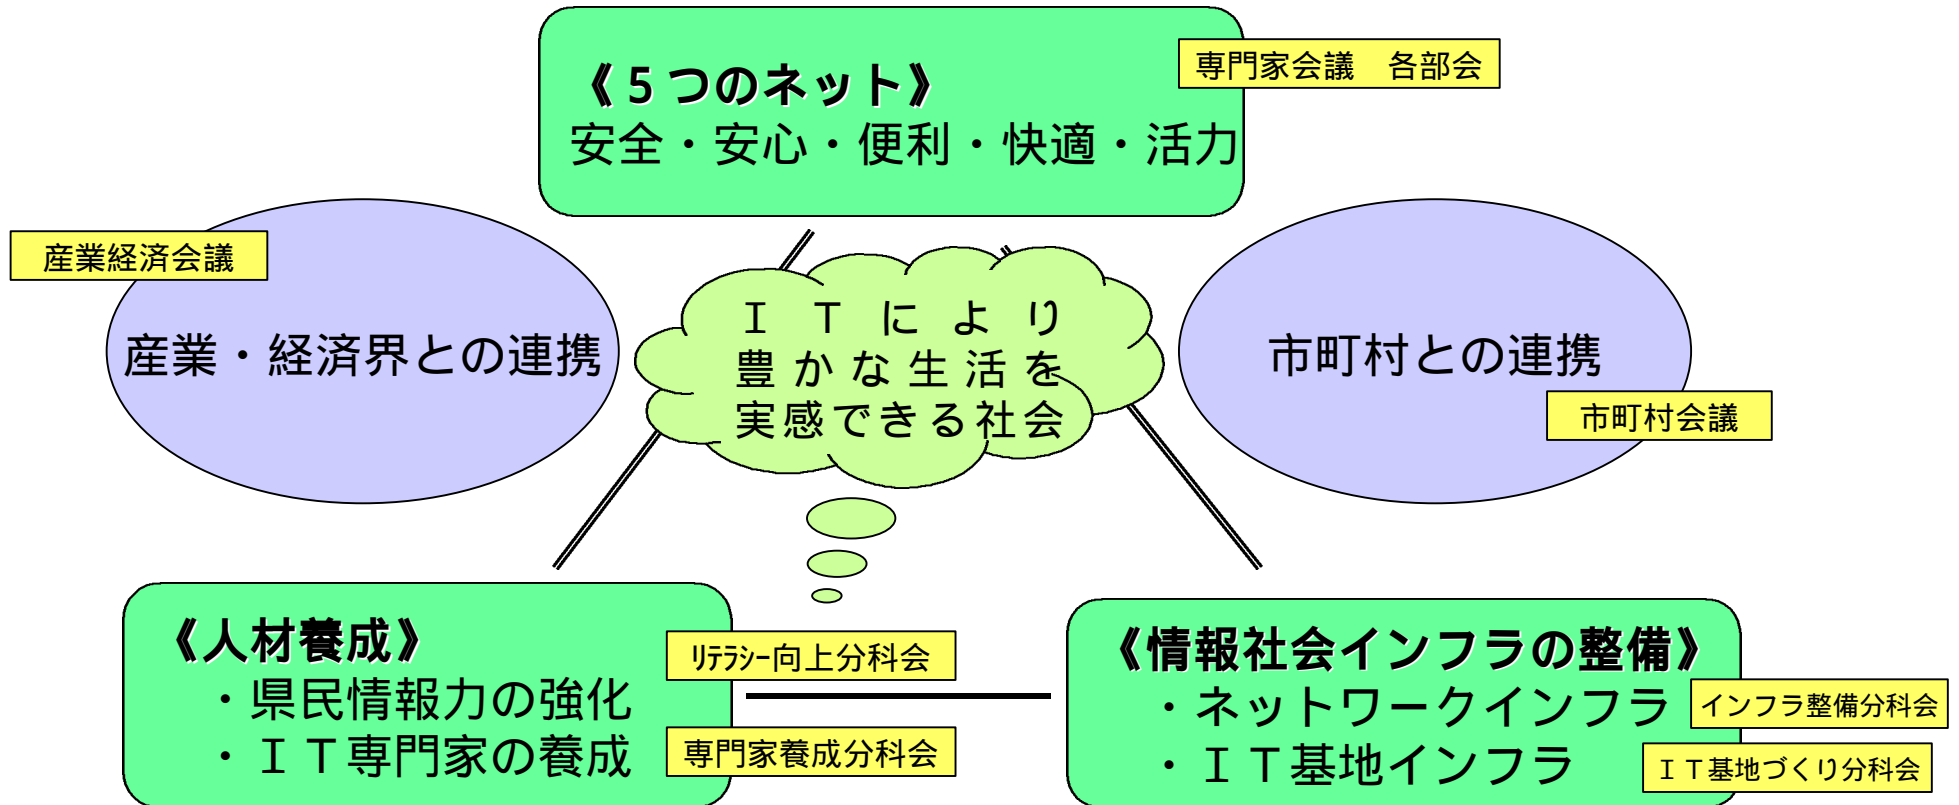 《５つのネット》
専門家会議　各部会
安全・安心・便利・快適・活力
産業経済会議
産業・経済界との連携
ＩＴにより
豊かな生活を
実感できる社会
市町村との連携
市町村会議
《人材養成》
・県民情報力の強化
・ＩＴ専門家の養成
ﾘﾃﾗｼｰ向上分科会
専門家養成分科会
《情報社会インフラの整備》
・ネットワークインフラ
インフラ整備分科会
・ＩＴ基地インフラ
ＩＴ基地づくり分科会